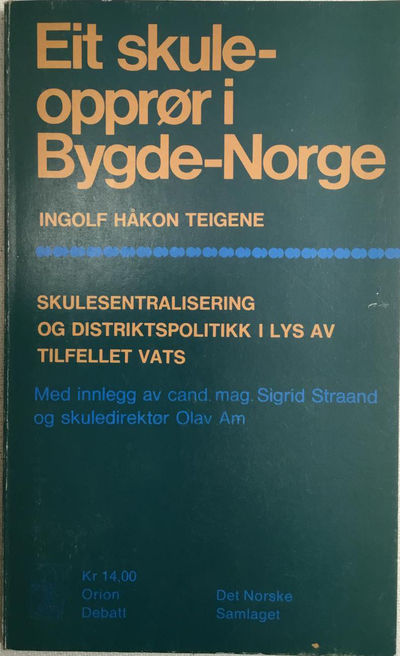 Eit skule-
opprør i
Bygde-Norge
INGOLF HÅKON TEIGENE
SKULESENTRALISERING
OG DISTRIKTSPOLITIKK I LYS AV
TILFELLET VATS
Med innlegg av cand. mag. Sigrid Straand
og skuledirektør Olav Am
Kr 14.00
Orion
Debatt
Det Norske
Samlaget